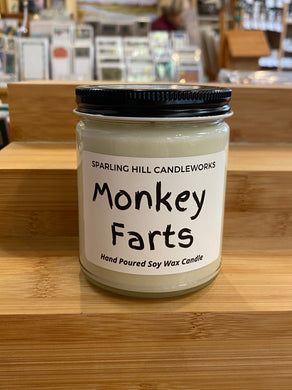 SPARLING HILL CANDLEWORKS
Monkey
Farts
Hand Poured Soy Wax Candle